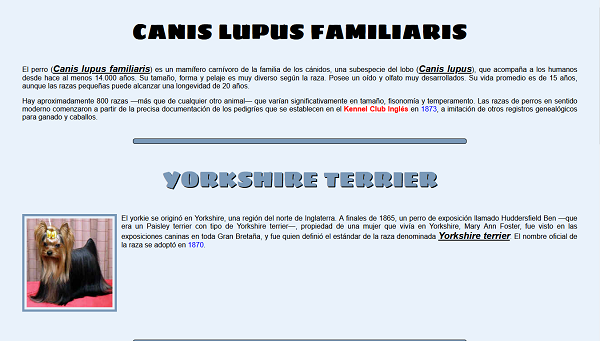 CANIS LUPUS FAMILIARIS
El perro (Canis lupus familiaris) es un mamífero carnívoro de la familia de los cánidos, una subespecie del lobo (Canis lupus), que acompaña a los humanos
desde hace al menos 14.000 años. Su tamaño, forma y pelaje es muy diverso según la raza. Posee un oído y olfato muy desarrollados. Su vida promedio es de 15 años,
aunque las razas pequeñas puede alcanzar una longevidad de 20 años.
Hay aproximadamente 800 razas —más que de cualquier otro animal— que varían significativamente en tamaño, fisonomía y temperamento. Las razas de perros en sentido
moderno comenzaron a partir de la precisa documentación de los pedigríes que se establecen en el Kennel Club Inglés en 1873, a imitación de otros registros genealógicos
para ganado y caballos.
YORKSHIRE TERRIER
El yorkie se originó en Yorkshire, una región del norte de Inglaterra. A finales de 1865, un perro de exposición llamado Huddersfield Ben —que
era un Paisley terrier con tipo de Yorkshire terrier—, propiedad de una mujer que vivía en Yorkshire, Mary Ann Foster, fue visto en las
exposiciones caninas en toda Gran Bretaña, y fue quien definió el estándar de la raza denominada Yorkshire terrier. El nombre oficial de
la raza se adoptó en 1870.